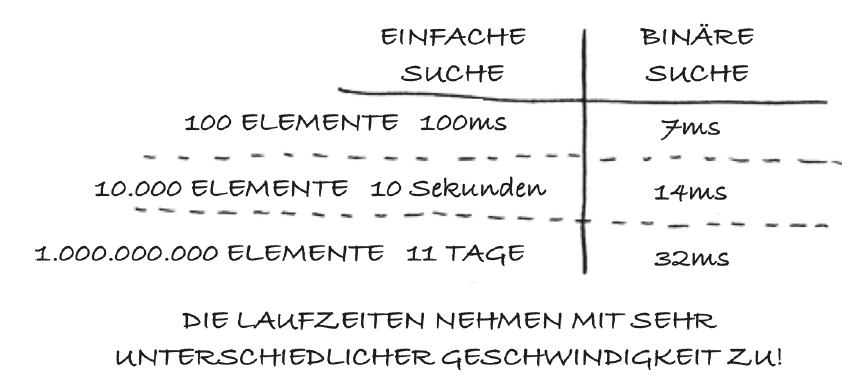 EINFACHE BINÄRE
SUCHE SUCHE
100 ELEMENTE 100ms 7ms
10.000 ELEMENTE 10 Sekunden 14ms
1.000.000.000 ELEMENTE 11 TAGE 32ms
DIE LAUFZEITEN NEHMEN MIT SEHR
UNTERSCHIEDLICHER GESCHWINDIGKEIT ZU!